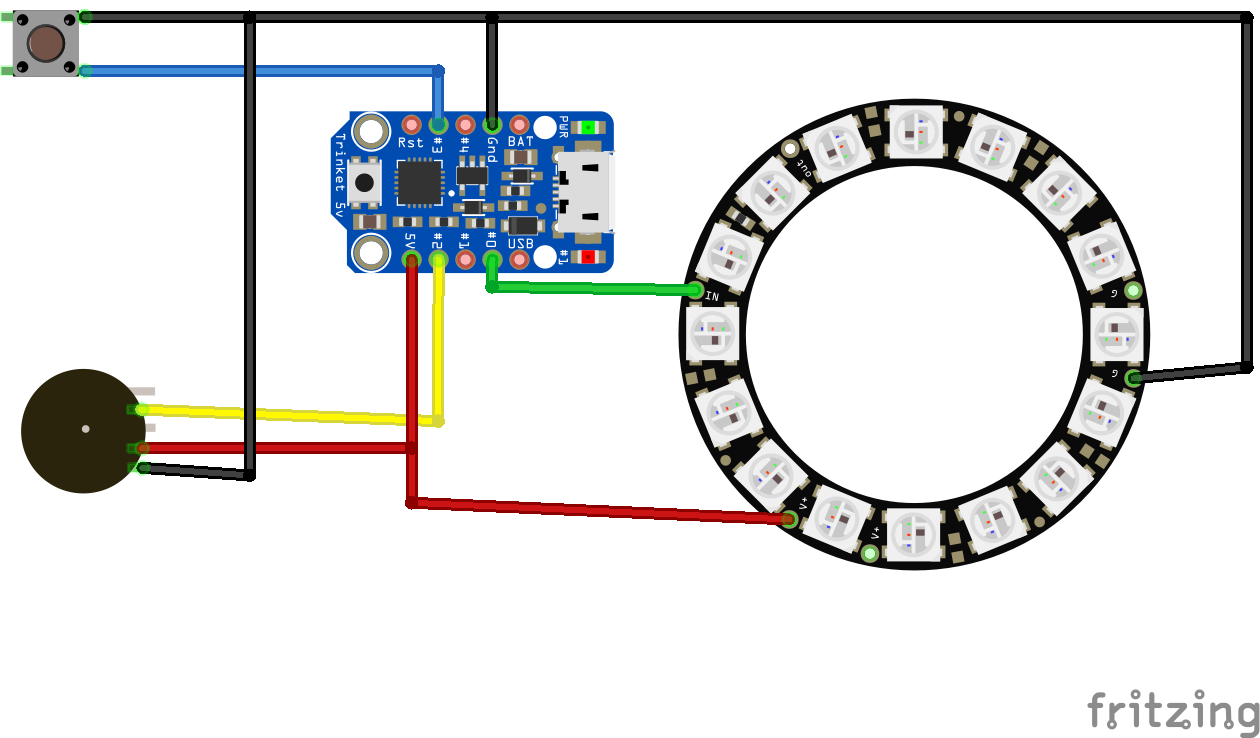 PWR
Rst
#3
#4
Gnd
BAT
Trinket 5v
5V
#2
#1
#0
USB
#1
OUT
IN
G
G
V+
V+
fritzing